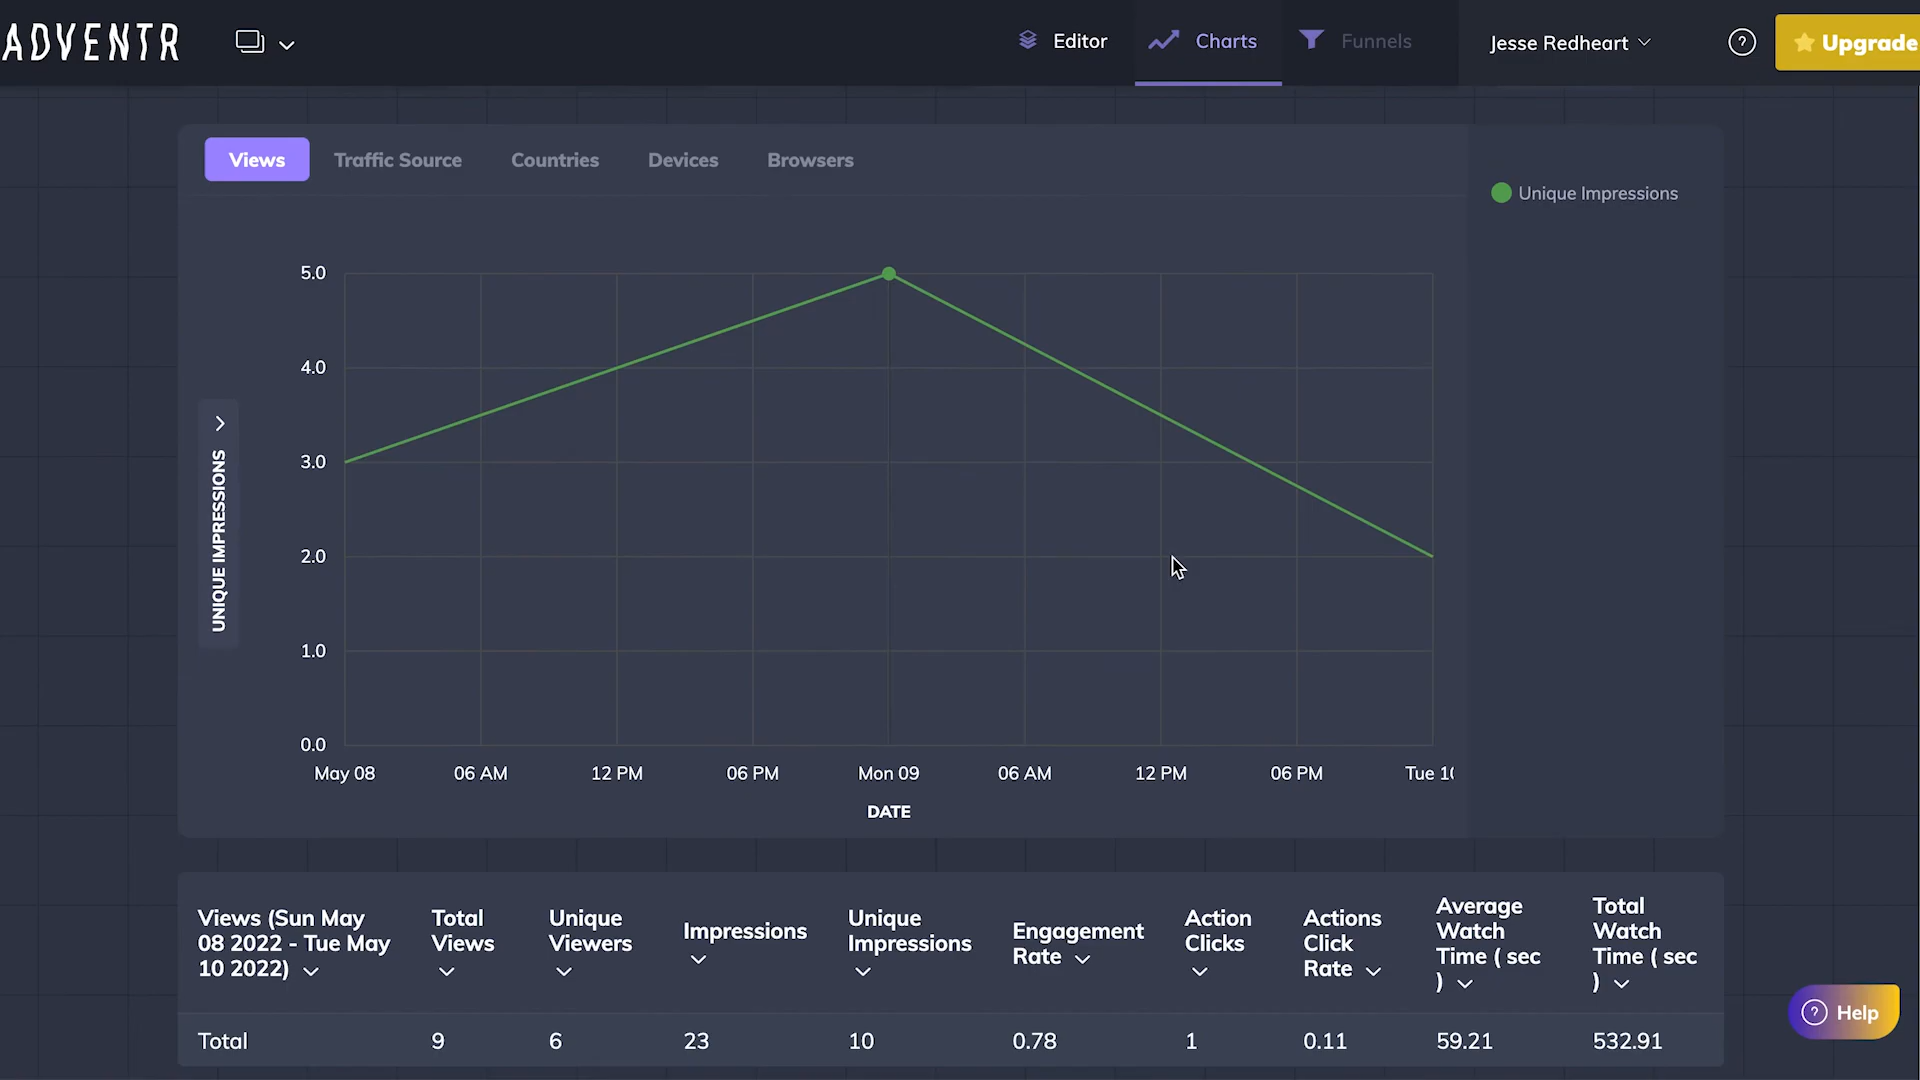 ADVENTR
Editor
Charts
Funnels
Jesse Redheart
?
Upgrade
Views
Traffic Source
Countries
Devices
Browsers
Unique Impressions
5.0
4.0
3.0
2.0
1.0
0.0
UNIQUE IMPRESSIONS
May 08
06 AM
12 PM
06 PM
Mon 09
06 AM
12 PM
06 PM
Tue 10
DATE
Views (Sun May
08 2022 - Tue May
10 2022)
Total
Views
Unique
Viewers
Impressions
Unique
Impressions
Engagement
Rate
Action
Clicks
Actions
Click
Rate
Average
Watch
Time ( sec
)
Total
Watch
Time ( sec
)
Total
9
6
23
10
0.78
1
0.11
59.21
532.91
? Help